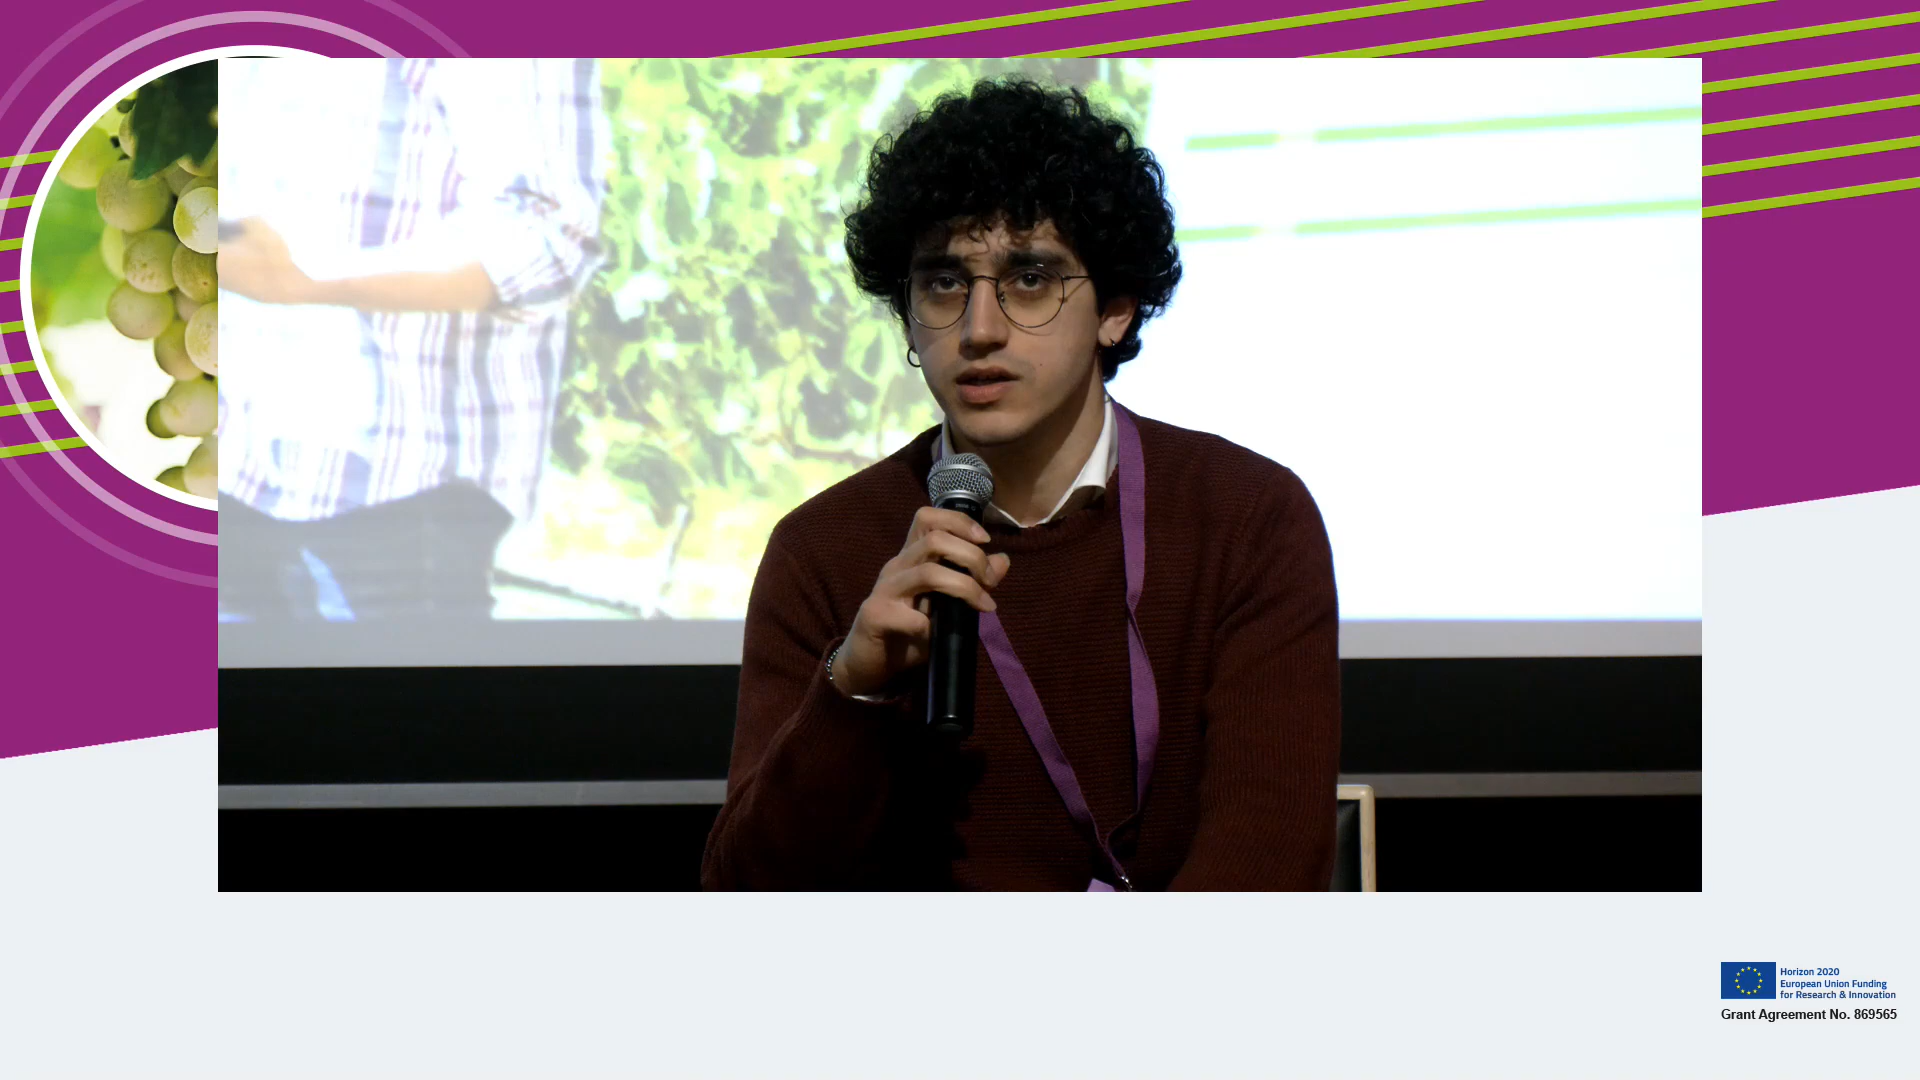 Horizon 2020
European Union Funding
for Research & Innovation
Grant Agreement No. 869565